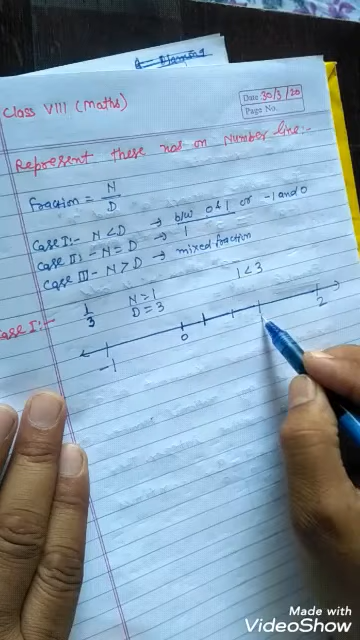 Class VIII (Maths)
Date 30/3/20
Page No.
Represent these nos on Number line:-
fraction = N/D
Case I:- N<D → b/w 0 & 1 or -1 and 0
Case II:- N=D → 1
Case III- N>D → mixed fraction
Case I:- 1/3 N=1 D=3 1<3
-1 0 2
Made with
VideoShow